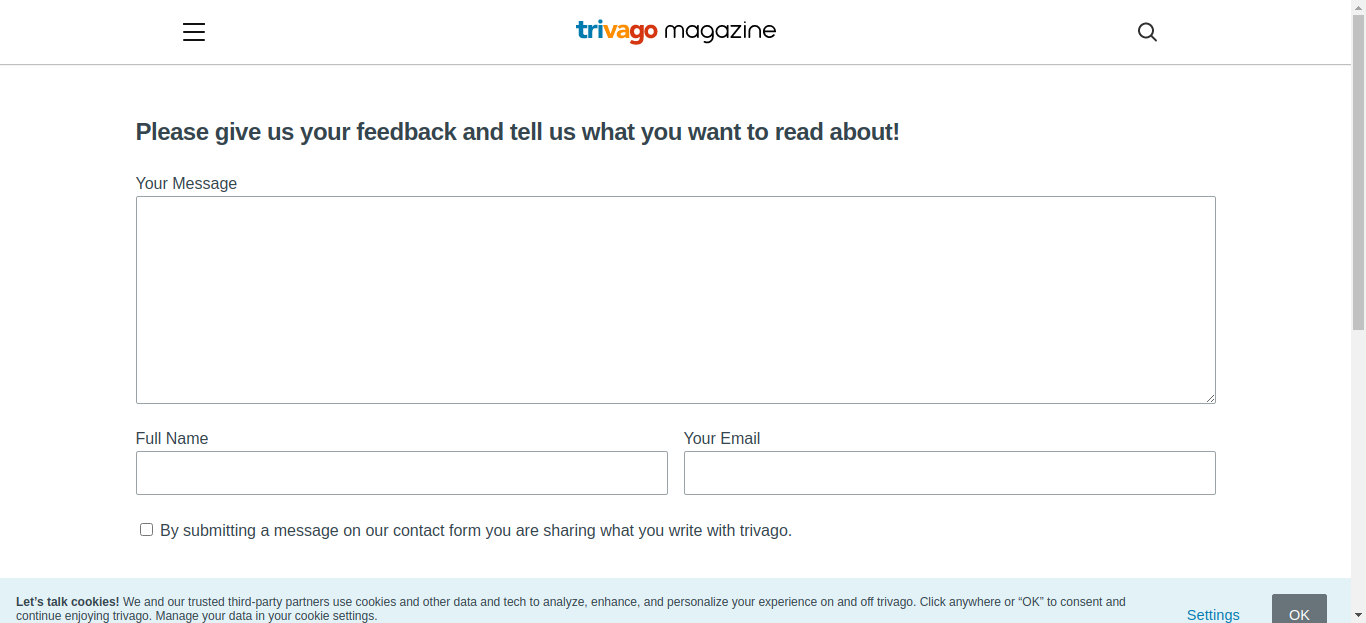 trivago magazine
Please give us your feedback and tell us what you want to read about!
Your Message
Full Name
Your Email
By submitting a message on our contact form you are sharing what you write with trivago.
Let’s talk cookies! We and our trusted third-party partners use cookies and other data and tech to analyze, enhance, and personalize your experience on and off trivago. Click anywhere or “OK” to consent and
continue enjoying trivago. Manage your data in your cookie settings.
Settings
OK